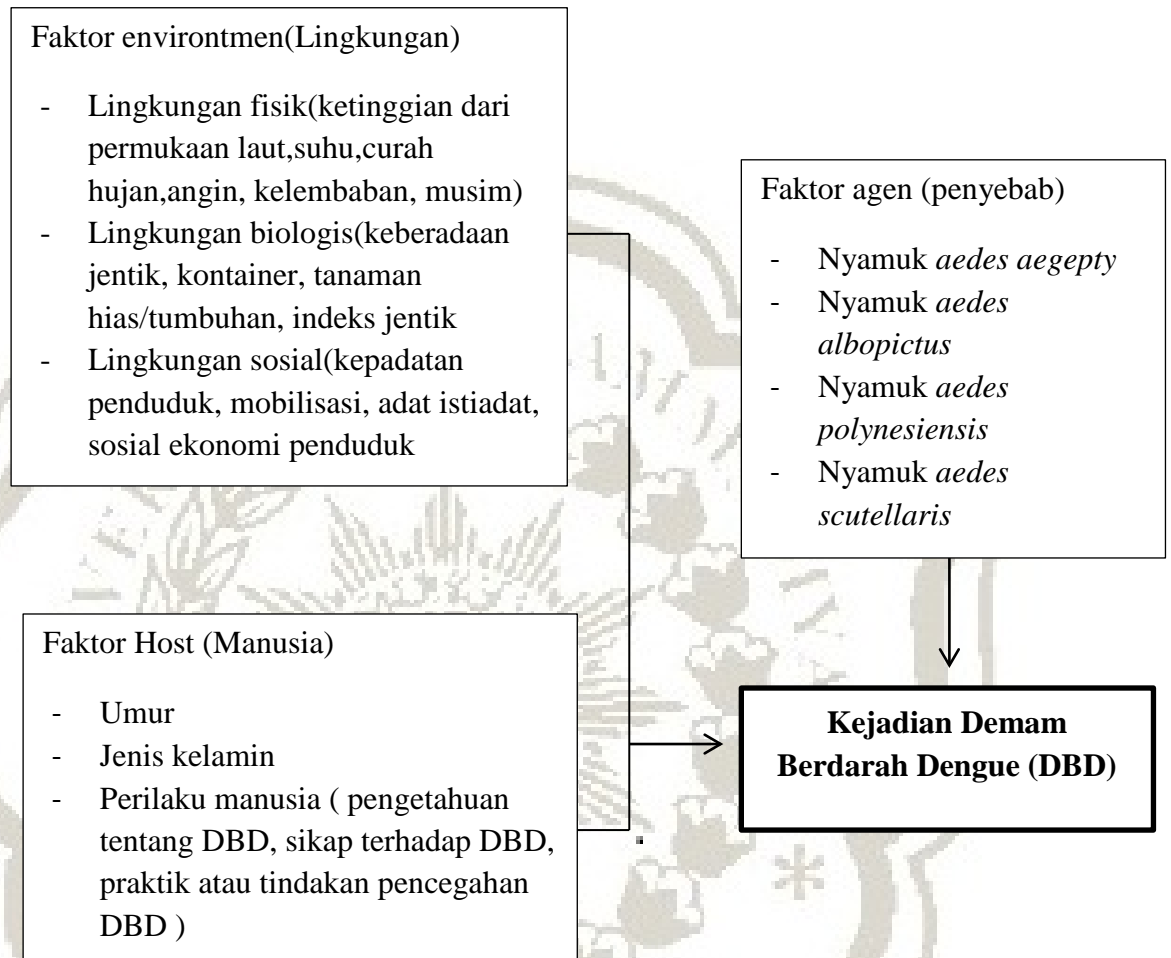 Faktor environtmen(Lingkungan)
- Lingkungan fisik(ketinggian dari
permukaan laut,suhu,curah
hujan,angin, kelembaban, musim)
- Lingkungan biologis(keberadaan
jentik, kontainer, tanaman
hias/tumbuhan, indeks jentik
- Lingkungan sosial(kepadatan
penduduk, mobilisasi, adat istiadat,
sosial ekonomi penduduk
Faktor agen (penyebab)
- Nyamuk aedes aegepty
- Nyamuk aedes
albopictus
- Nyamuk aedes
polynesiensis
- Nyamuk aedes
scutellaris
Faktor Host (Manusia)
- Umur
- Jenis kelamin
- Perilaku manusia ( pengetahuan
tentang DBD, sikap terhadap DBD,
praktik atau tindakan pencegahan
DBD )
Kejadian Demam
Berdarah Dengue (DBD)